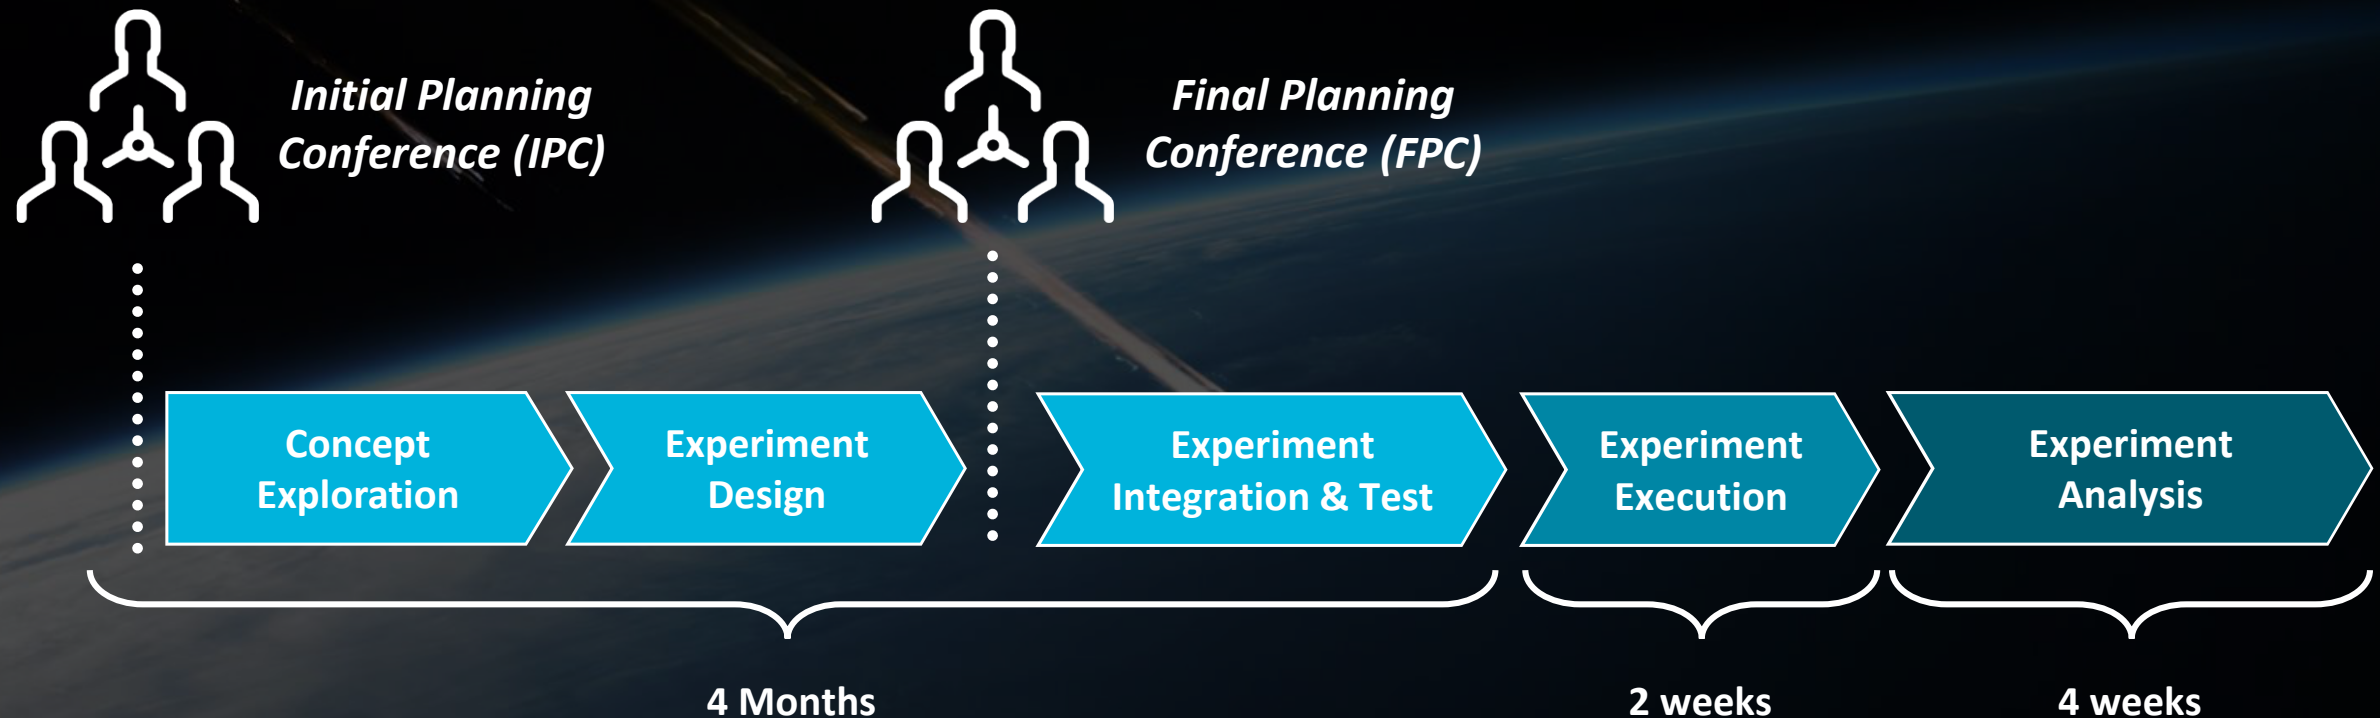 Initial Planning
Conference (IPC)
Final Planning
Conference (FPC)
Concept
Exploration
Experiment
Design
Experiment
Integration & Test
Experiment
Execution
Experiment
Analysis
4 Months
2 weeks
4 weeks